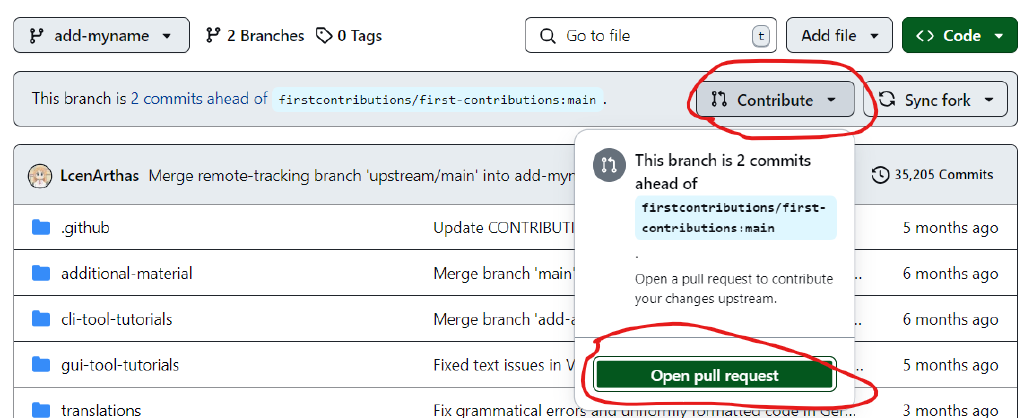 add-myname 2 Branches 0 Tags Go to file t Add file <> Code
This branch is 2 commits ahead of firstcontributions/first-contributions:main . Contribute Sync fork
This branch is 2 commits
ahead of
firstcontributions/first-
contributions:main
.
Open a pull request to contribute
your changes upstream.
Open pull request
LcenArthas Merge remote-tracking branch 'upstream/main' into add-myn 35,205 Commits
.github Update CONTRIBUTI 5 months ago
additional-material Merge branch 'main' ... 6 months ago
cli-tool-tutorials Merge branch 'add-a ... 6 months ago
gui-tool-tutorials Fixed text issues in V ... 5 months ago
translations Fix grammatical errors and uniformly formatted code in Ger... 3 months ago